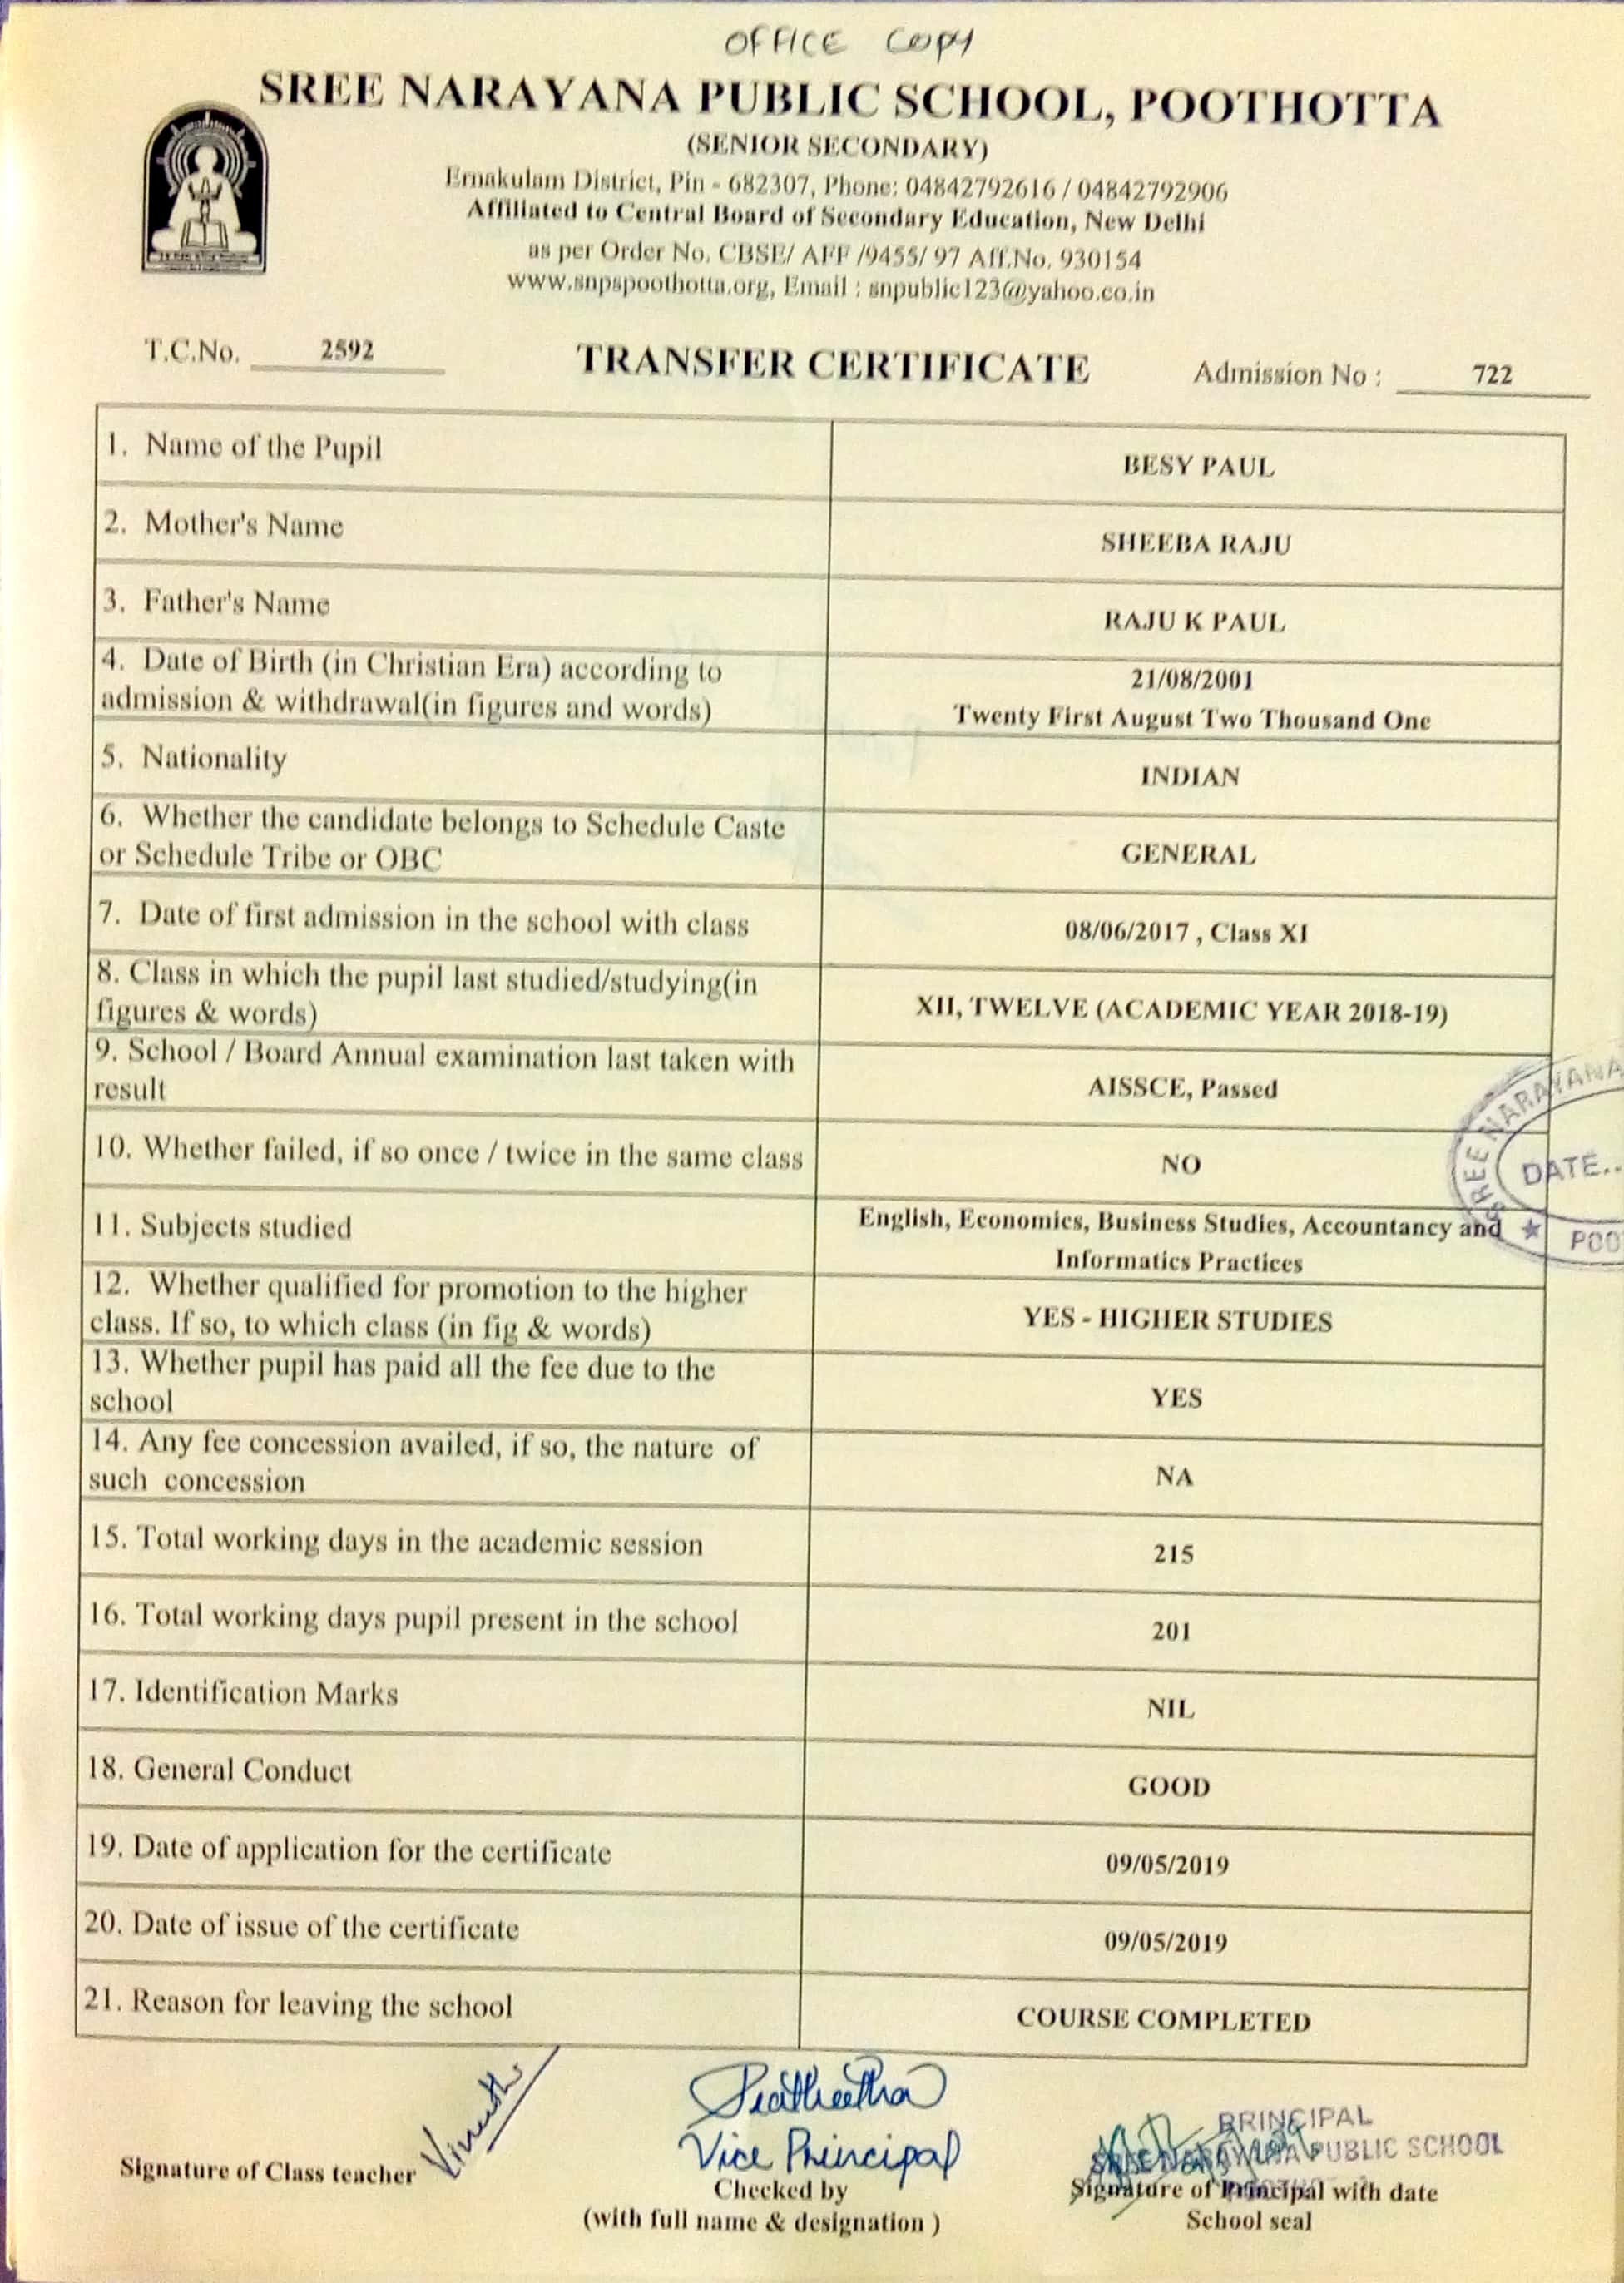 OFFICE COPY
SREE NARAYANA PUBLIC SCHOOL, POOTHOTTA
(SENIOR SECONDARY)
Ernakulam District, Pin - 682307, Phone: 04842792616 / 04842792906
Affiliated to Central Board of Secondary Education, New Delhi
as per Order No. CBSE/ AFF /9455/ 97 Aff.No. 930154
www.snpspoothotta.org, Email : snpublic123@yahoo.co.in
T.C.No. 2592 TRANSFER CERTIFICATE Admission No : 722
1. Name of the Pupil BESY PAUL
2. Mother's Name SHEEBA RAJU
3. Father's Name RAJU K PAUL
4. Date of Birth (in Christian Era) according to
admission & withdrawal(in figures and words)
21/08/2001
Twenty First August Two Thousand One
5. Nationality INDIAN
6. Whether the candidate belongs to Schedule Caste
or Schedule Tribe or OBC
GENERAL
7. Date of first admission in the school with class 08/06/2017 , Class XI
8. Class in which the pupil last studied/studying(in
figures & words)
XII, TWELVE (ACADEMIC YEAR 2018-19)
9. School / Board Annual examination last taken with
result
AISSCE, Passed
10. Whether failed, if so once / twice in the same class NO
11. Subjects studied
English, Economics, Business Studies, Accountancy and
Informatics Practices
12. Whether qualified for promotion to the higher
class. If so, to which class (in fig & words)
YES - HIGHER STUDIES
13. Whether pupil has paid all the fee due to the
school
YES
14. Any fee concession availed, if so, the nature of
such concession
NA
15. Total working days in the academic session 215
16. Total working days pupil present in the school 201
17. Identification Marks NIL
18. General Conduct GOOD
19. Date of application for the certificate 09/05/2019
20. Date of issue of the certificate 09/05/2019
21. Reason for leaving the school COURSE COMPLETED
SREE NARAYANA
DATE..
Vice Principal
PRINCIPAL
SREE NARAYANA PUBLIC SCHOOL
Signature of Class teacher
Checked by
(with full name & designation )
Signature of Principal with date
School seal